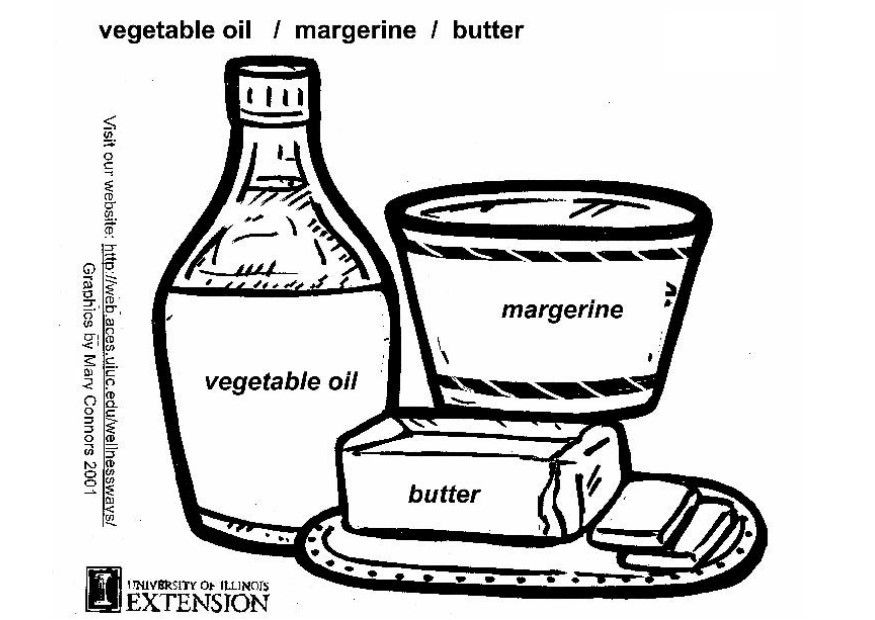 vegetable oil / margerine / butter
Visit our website: http://web.aces.uiuc.edu/wellnessways/
Graphics by Mary Connors 2001
margerine
vegetable oil
butter
I
UNIVERSITY OF ILLINOIS
EXTENSION